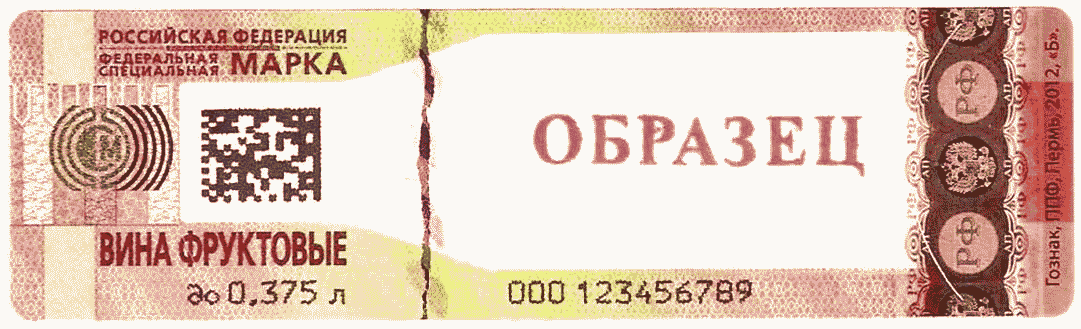 РОССИЙСКАЯ ФЕДЕРАЦИЯ
ФЕДЕРАЛЬНАЯ
СПЕЦИАЛЬНАЯ МАРКА
ВИНА ФРУКТОВЫЕ
до 0,375 л
ОБРАЗЕЦ
000 123456789
РФ
РФ
Гознак, ППФ, Пермь, 2012, «Б».